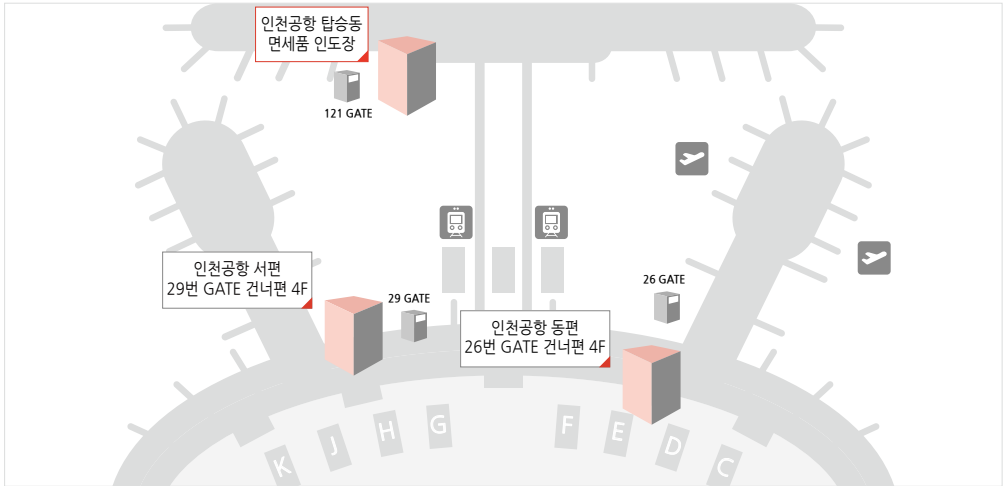 인천공항 탑승동
면세품 인도장
121 GATE
인천공항 서편
29번 GATE 건너편 4F
29 GATE
26 GATE
인천공항 동편
26번 GATE 건너편 4F
K
J
H
G
F
E
D
C